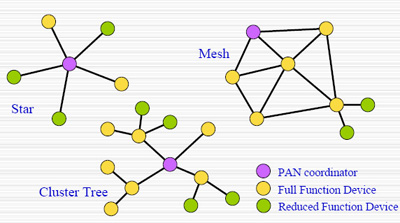 Mesh
Star
Cluster Tree
PAN coordinator
Full Function Device
Reduced Function Device